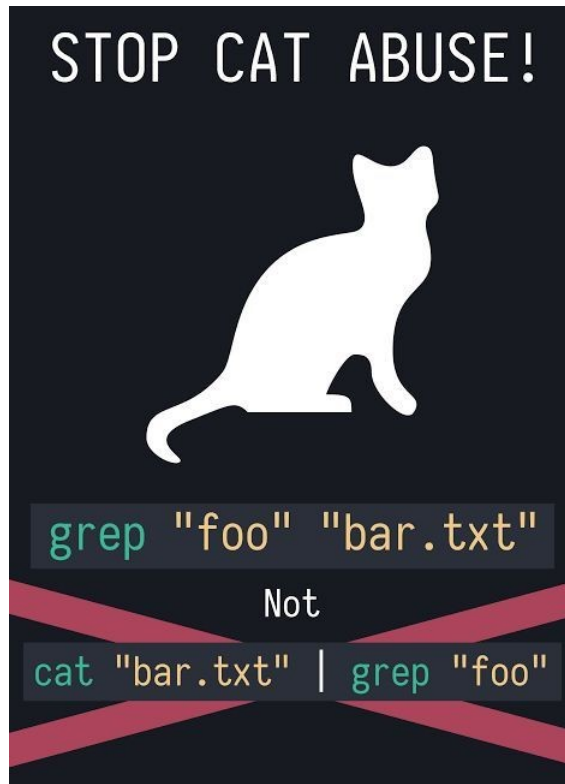 STOP CAT ABUSE!
grep "foo" "bar.txt"
Not
cat "bar.txt" | grep "foo"